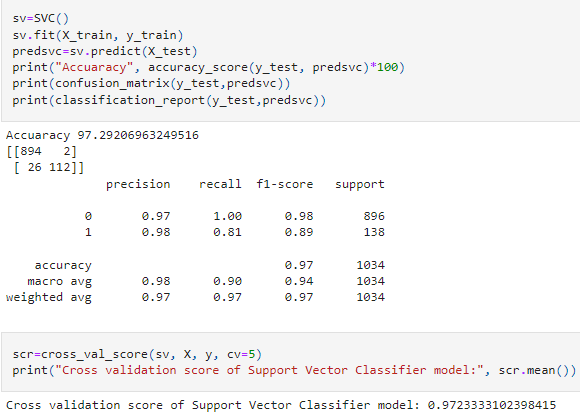 sv=SVC()
sv.fit(X_train, y_train)
predsvc=sv.predict(X_test)
print("Accuaracy", accuracy_score(y_test, predsvc)*100)
print(confusion_matrix(y_test,predsvc))
print(classification_report(y_test,predsvc))
Accuaracy 97.29206963249516
[[894   2]
 [ 26 112]]
              precision    recall  f1-score   support
           0       0.97      1.00      0.98       896
           1       0.98      0.81      0.89       138
    accuracy                           0.97      1034
   macro avg       0.98      0.90      0.94      1034
weighted avg       0.97      0.97      0.97      1034
scr=cross_val_score(sv, X, y, cv=5)
print("Cross validation score of Support Vector Classifier model:", scr.mean())
Cross validation score of Support Vector Classifier model: 0.9723333102398415